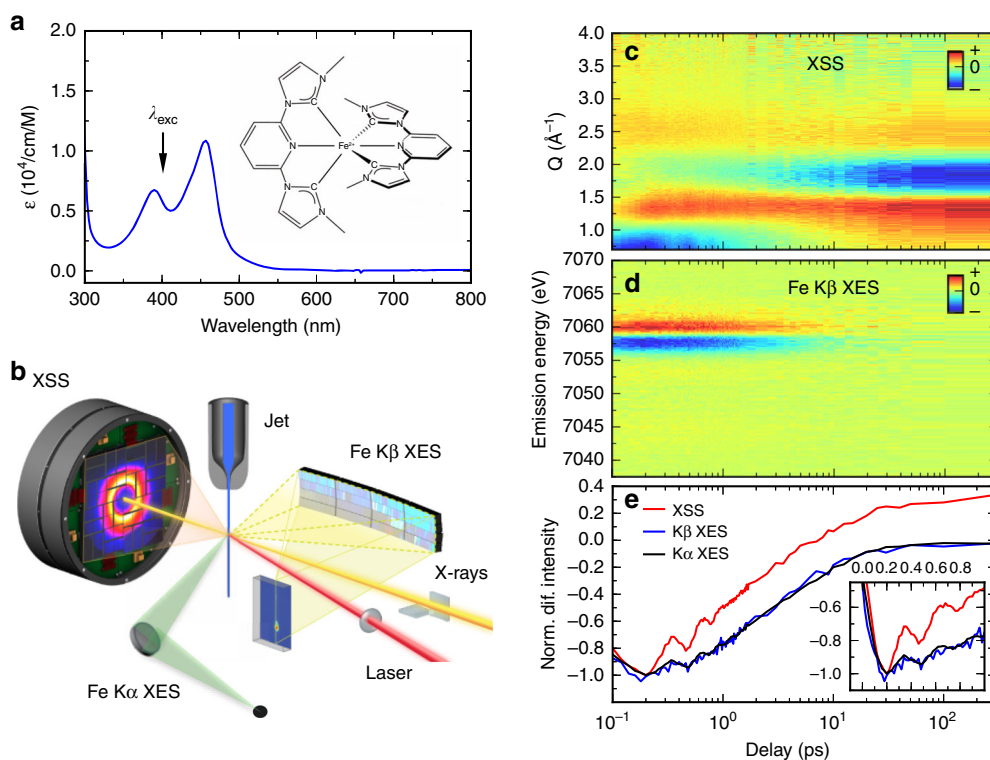 a
2.0
1.5
1.0
0.5
0.0
ε (10⁴/cm/M)
λexc
300 400 500 600 700 800
Wavelength (nm)
N
N
C
N
N
C
N
Fe²⁺
C
N
N
C
N
N
b
XSS
Jet
Fe Kβ XES
X-rays
Laser
Fe Kα XES
c
XSS
+
0
−
4.0
3.5
3.0
2.5
2.0
1.5
1.0
Q (Å⁻¹)
d
Fe Kβ XES
+
0
−
7070
7060
7055
7050
7040
Emission energy (eV)
e
XSS
Kβ XES
Kα XES
0.4
0.2
0.0
−0.2
−0.4
−0.6
−0.8
−1.0
Norm. dif. intensity
0.0 0.2 0.4 0.6 0.8
−0.6
−0.8
−1.0
10⁻¹ 10⁰ 10¹ 10²
Delay (ps)